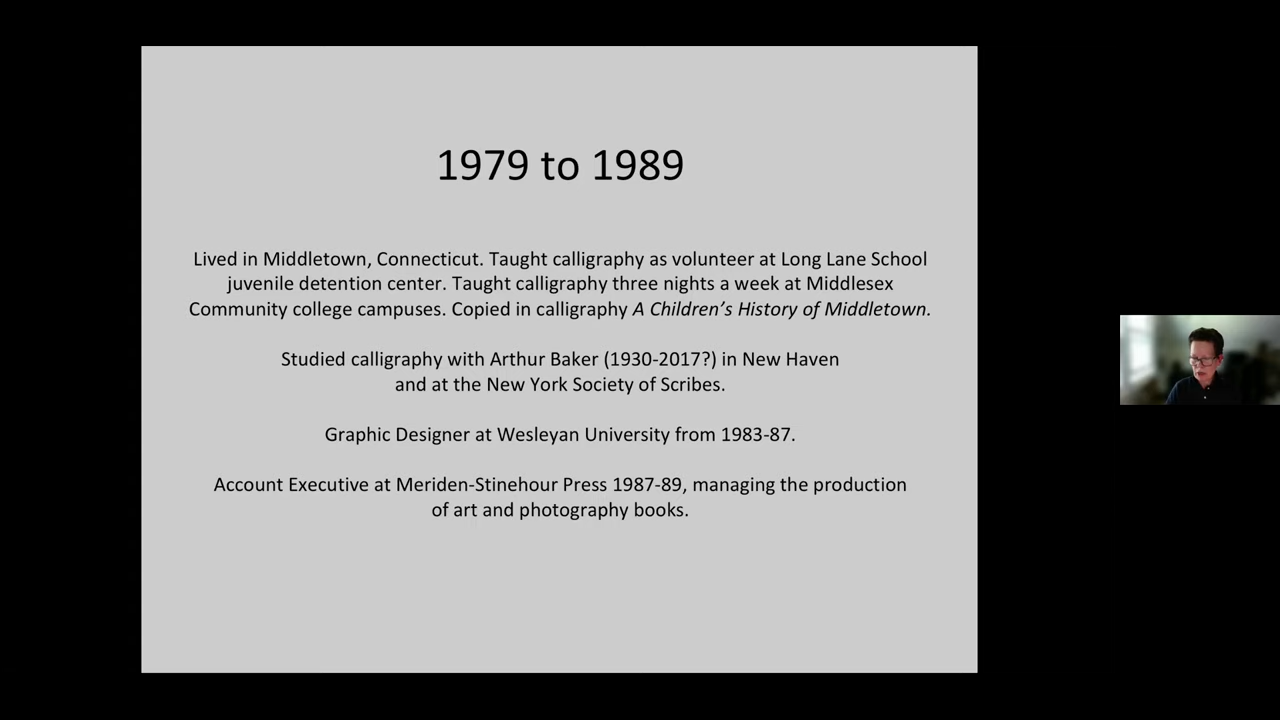 1979 to 1989
Lived in Middletown, Connecticut. Taught calligraphy as volunteer at Long Lane School
juvenile detention center. Taught calligraphy three nights a week at Middlesex
Community college campuses. Copied in calligraphy A Children’s History of Middletown.
Studied calligraphy with Arthur Baker (1930-2017?) in New Haven
and at the New York Society of Scribes.
Graphic Designer at Wesleyan University from 1983-87.
Account Executive at Meriden-Stinehour Press 1987-89, managing the production
of art and photography books.